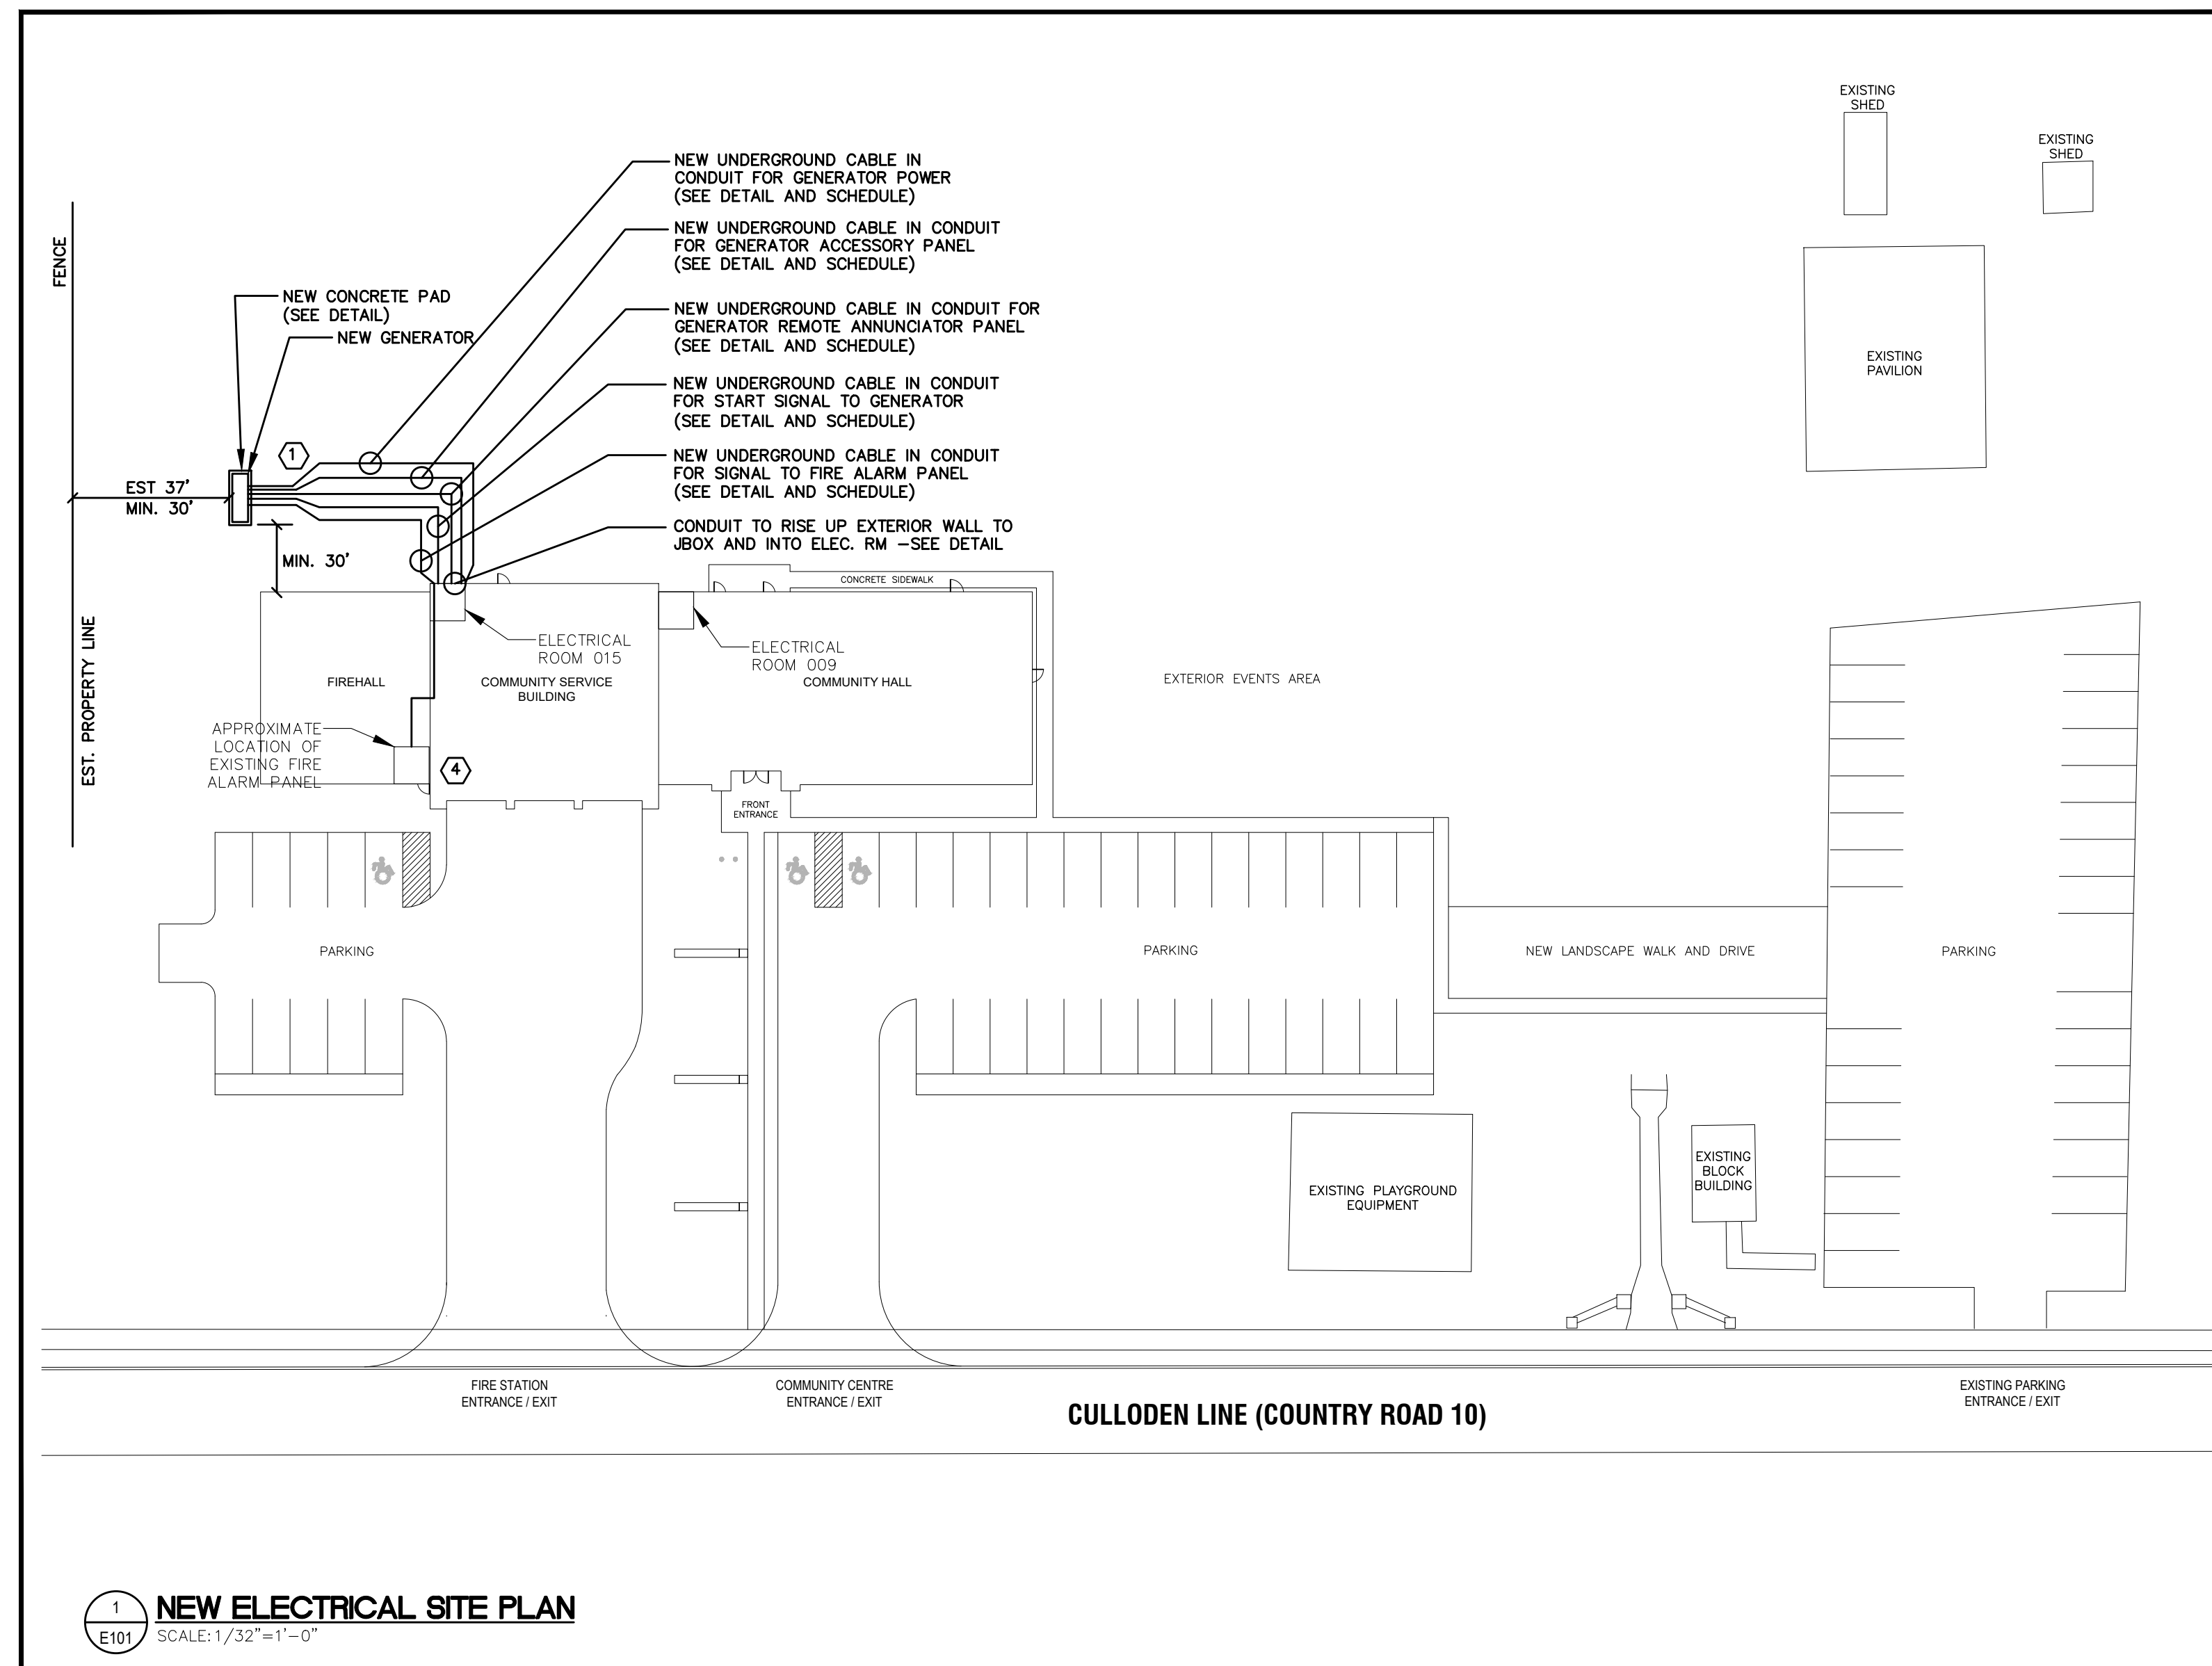 EXISTING
SHED
EXISTING
SHED
NEW UNDERGROUND CABLE IN
CONDUIT FOR GENERATOR POWER
(SEE DETAIL AND SCHEDULE)
NEW UNDERGROUND CABLE IN CONDUIT
FOR GENERATOR ACCESSORY PANEL
(SEE DETAIL AND SCHEDULE)
FENCE
NEW CONCRETE PAD
(SEE DETAIL)
NEW GENERATOR
NEW UNDERGROUND CABLE IN CONDUIT FOR
GENERATOR REMOTE ANNUNCIATOR PANEL
(SEE DETAIL AND SCHEDULE)
EXISTING
PAVILION
NEW UNDERGROUND CABLE IN CONDUIT
FOR START SIGNAL TO GENERATOR
(SEE DETAIL AND SCHEDULE)
1
NEW UNDERGROUND CABLE IN CONDUIT
FOR SIGNAL TO FIRE ALARM PANEL
(SEE DETAIL AND SCHEDULE)
EST 37'
MIN. 30'
CONDUIT TO RISE UP EXTERIOR WALL TO
JBOX AND INTO ELEC. RM –SEE DETAIL
MIN. 30'
CONCRETE SIDEWALK
EST. PROPERTY LINE
ELECTRICAL
ROOM 015
ELECTRICAL
ROOM 009
FIREHALL
COMMUNITY SERVICE
BUILDING
COMMUNITY HALL
EXTERIOR EVENTS AREA
APPROXIMATE
LOCATION OF
EXISTING FIRE
ALARM PANEL
4
FRONT
ENTRANCE
PARKING
PARKING
NEW LANDSCAPE WALK AND DRIVE
PARKING
EXISTING PLAYGROUND
EQUIPMENT
EXISTING
BLOCK
BUILDING
FIRE STATION
ENTRANCE / EXIT
COMMUNITY CENTRE
ENTRANCE / EXIT
CULLODEN LINE (COUNTRY ROAD 10)
EXISTING PARKING
ENTRANCE / EXIT
1
E101
NEW ELECTRICAL SITE PLAN
SCALE: 1/32"=1'–0"